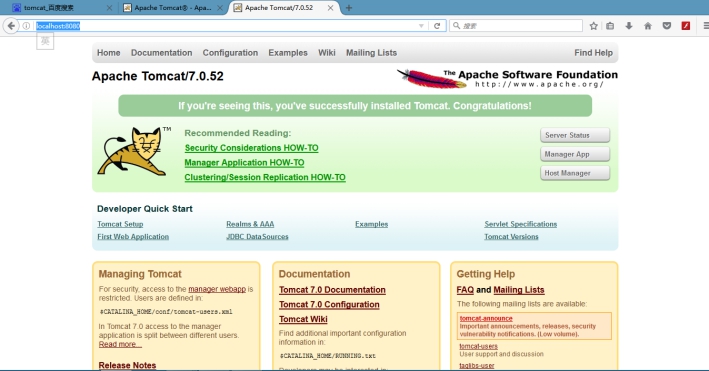 tomcat_百度搜索
Apache Tomcat® - Apa...
Apache Tomcat/7.0.52
localhost:8080
搜索
英
Home Documentation Configuration Examples Wiki Mailing Lists Find Help
Apache Tomcat/7.0.52
The Apache Software Foundation
http://www.apache.org/
If you're seeing this, you've successfully installed Tomcat. Congratulations!
TM
Recommended Reading:
Security Considerations HOW-TO
Manager Application HOW-TO
Clustering/Session Replication HOW-TO
Server Status
Manager App
Host Manager
Developer Quick Start
Tomcat Setup
First Web Application
Realms & AAA
JDBC DataSources
Examples
Servlet Specifications
Tomcat Versions
Managing Tomcat
For security, access to the manager webapp is
restricted. Users are defined in:
$CATALINA_HOME/conf/tomcat-users.xml
In Tomcat 7.0 access to the manager
application is split between different users.
Read more...
Release Notes
Documentation
Tomcat 7.0 Documentation
Tomcat 7.0 Configuration
Tomcat Wiki
Find additional important configuration
information in:
$CATALINA_HOME/RUNNING.txt
Developers may be interested in:
Getting Help
FAQ and Mailing Lists
The following mailing lists are available:
tomcat-announce
Important announcements, releases, security
vulnerability notifications. (Low volume).
tomcat-users
User support and discussion
taglibs-user